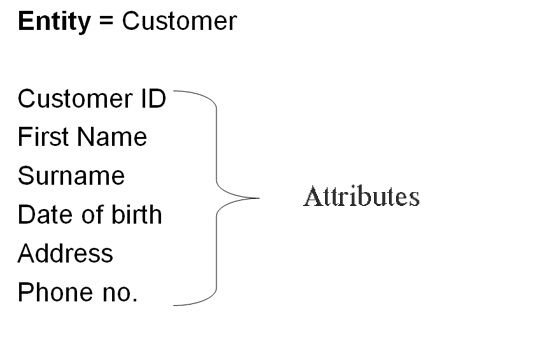 Entity = Customer
Customer ID
First Name
Surname
Date of birth
Address
Phone no.
Attributes